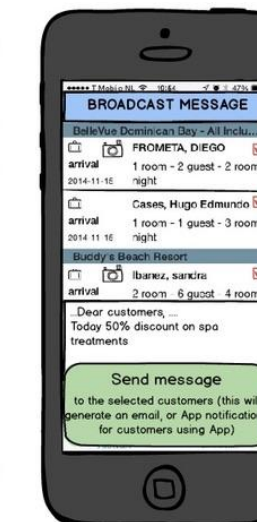 T Mobile NL 10:54 47%
BROADCAST MESSAGE
BelleVue Dominican Bay - All Inclu...
FROMETA, DIEGO
arrival 1 room - 2 guest - 2 room
2014-11-15 night
Cases, Hugo Edmundo
arrival 1 room - 1 guest - 3 room
2014 11 16 night
Buddy's Beach Resort
Ibanez, sandra
arrival 2 room - 6 guest - 4 room
...Dear customers, ....
Today 50% discount on spa
treatments
Send message
to the selected customers (this wil
generate an email, or App notificatio
for customers using App)